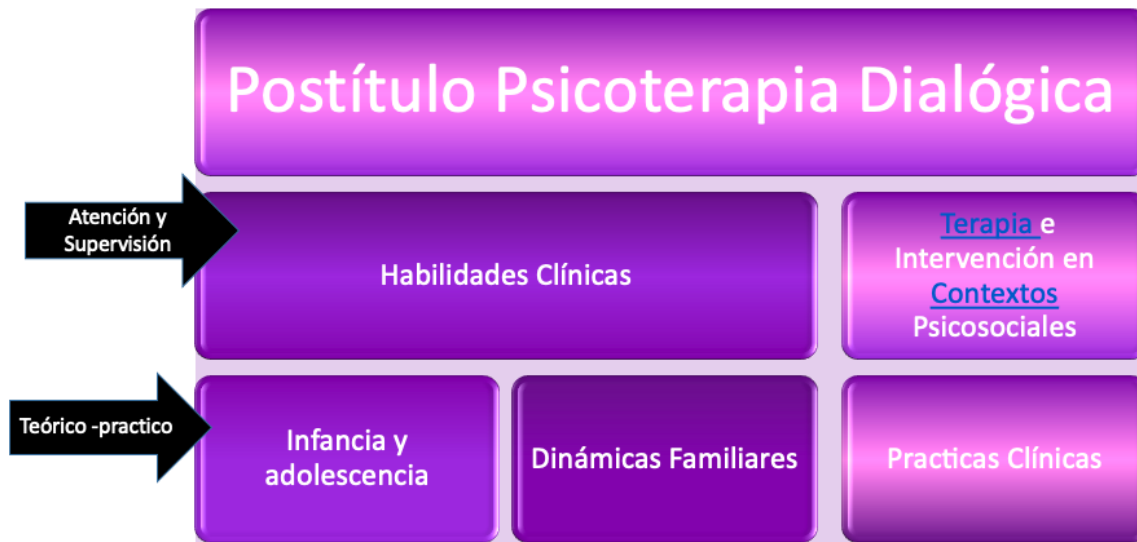 Postítulo Psicoterapia Dialógica
Atención y
Supervisión
Habilidades Clínicas
Terapia e
Intervención en
Contextos
Psicosociales
Teórico -practico
Infancia y
adolescencia
Dinámicas Familiares
Practicas Clínicas